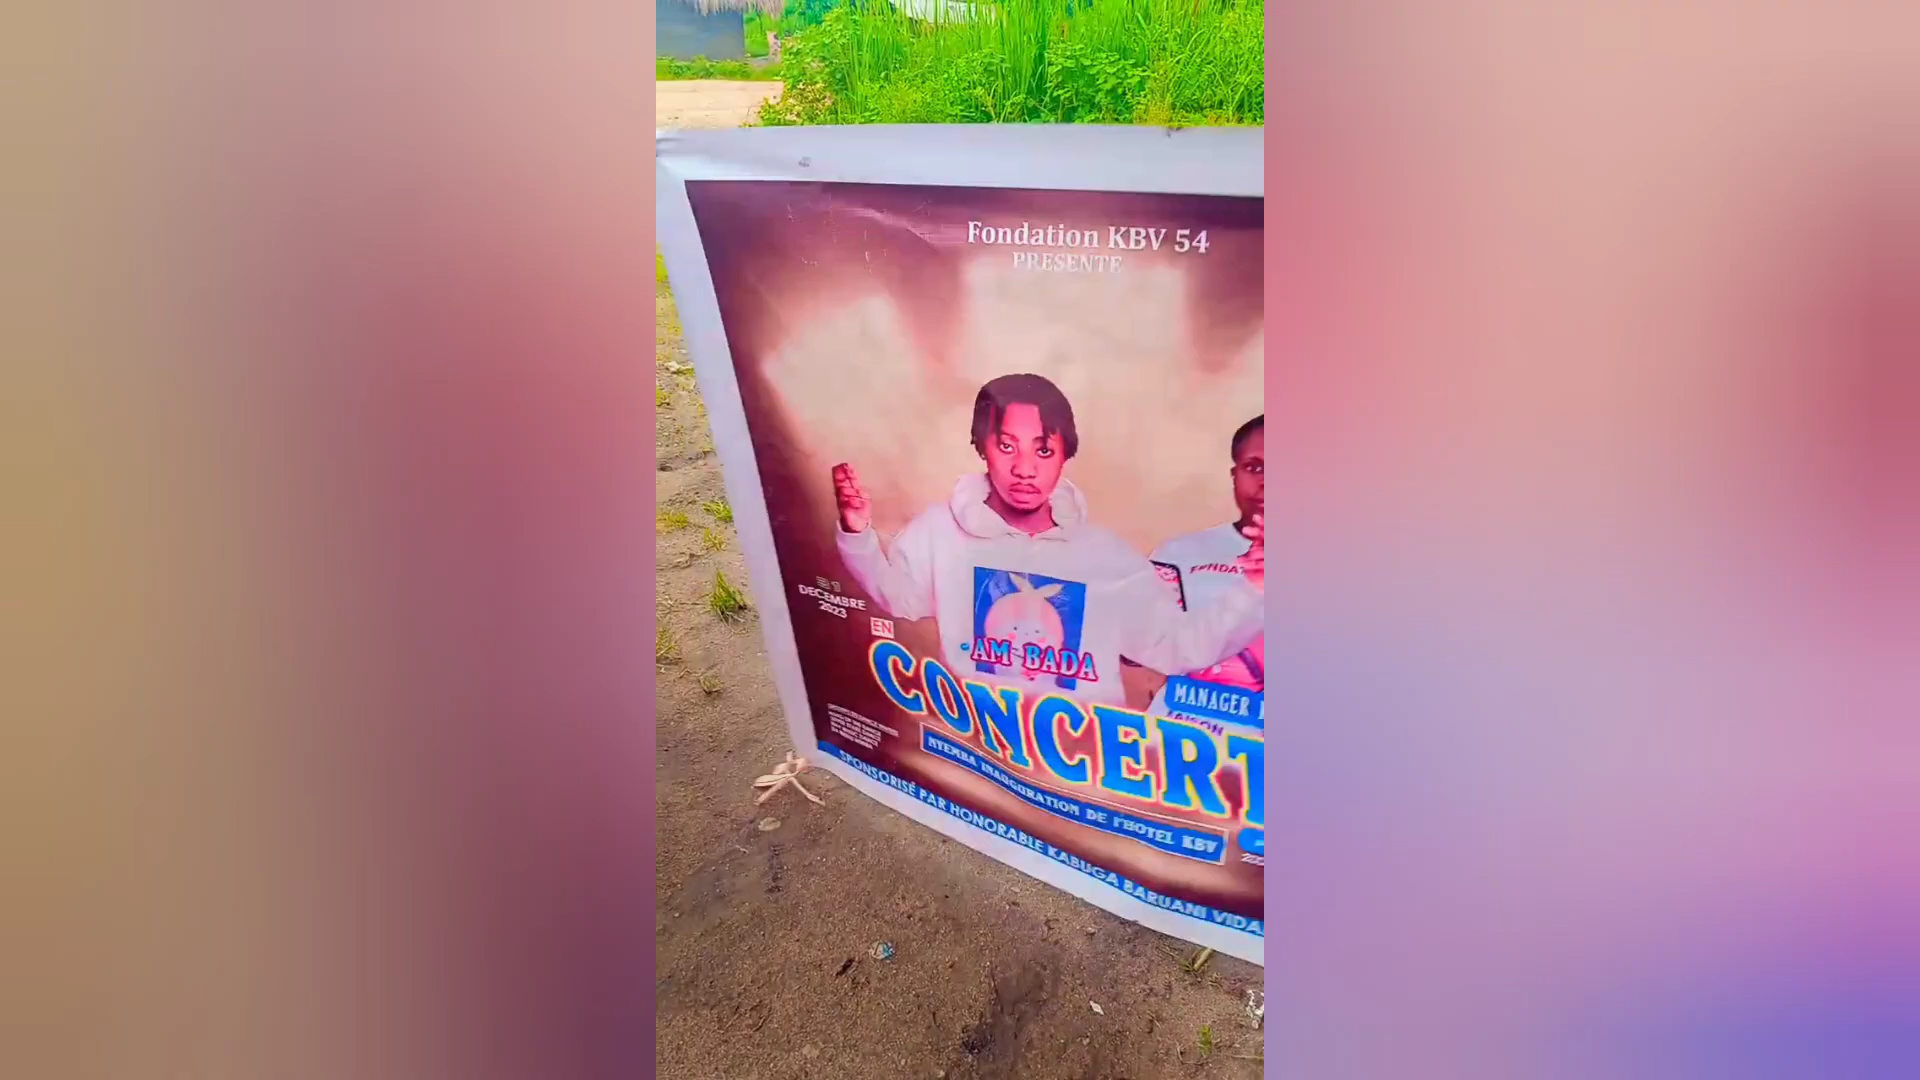 Fondation KBV 54
PRESENTE
DECEMBRE
2023
EN
AM BADA
MANAGER
CONCERT
NYEMBA INAUGURATION DE l'HOTEL KBV
SPONSORISÉ PAR HONORABLE KABUGA BARUANI VIDA